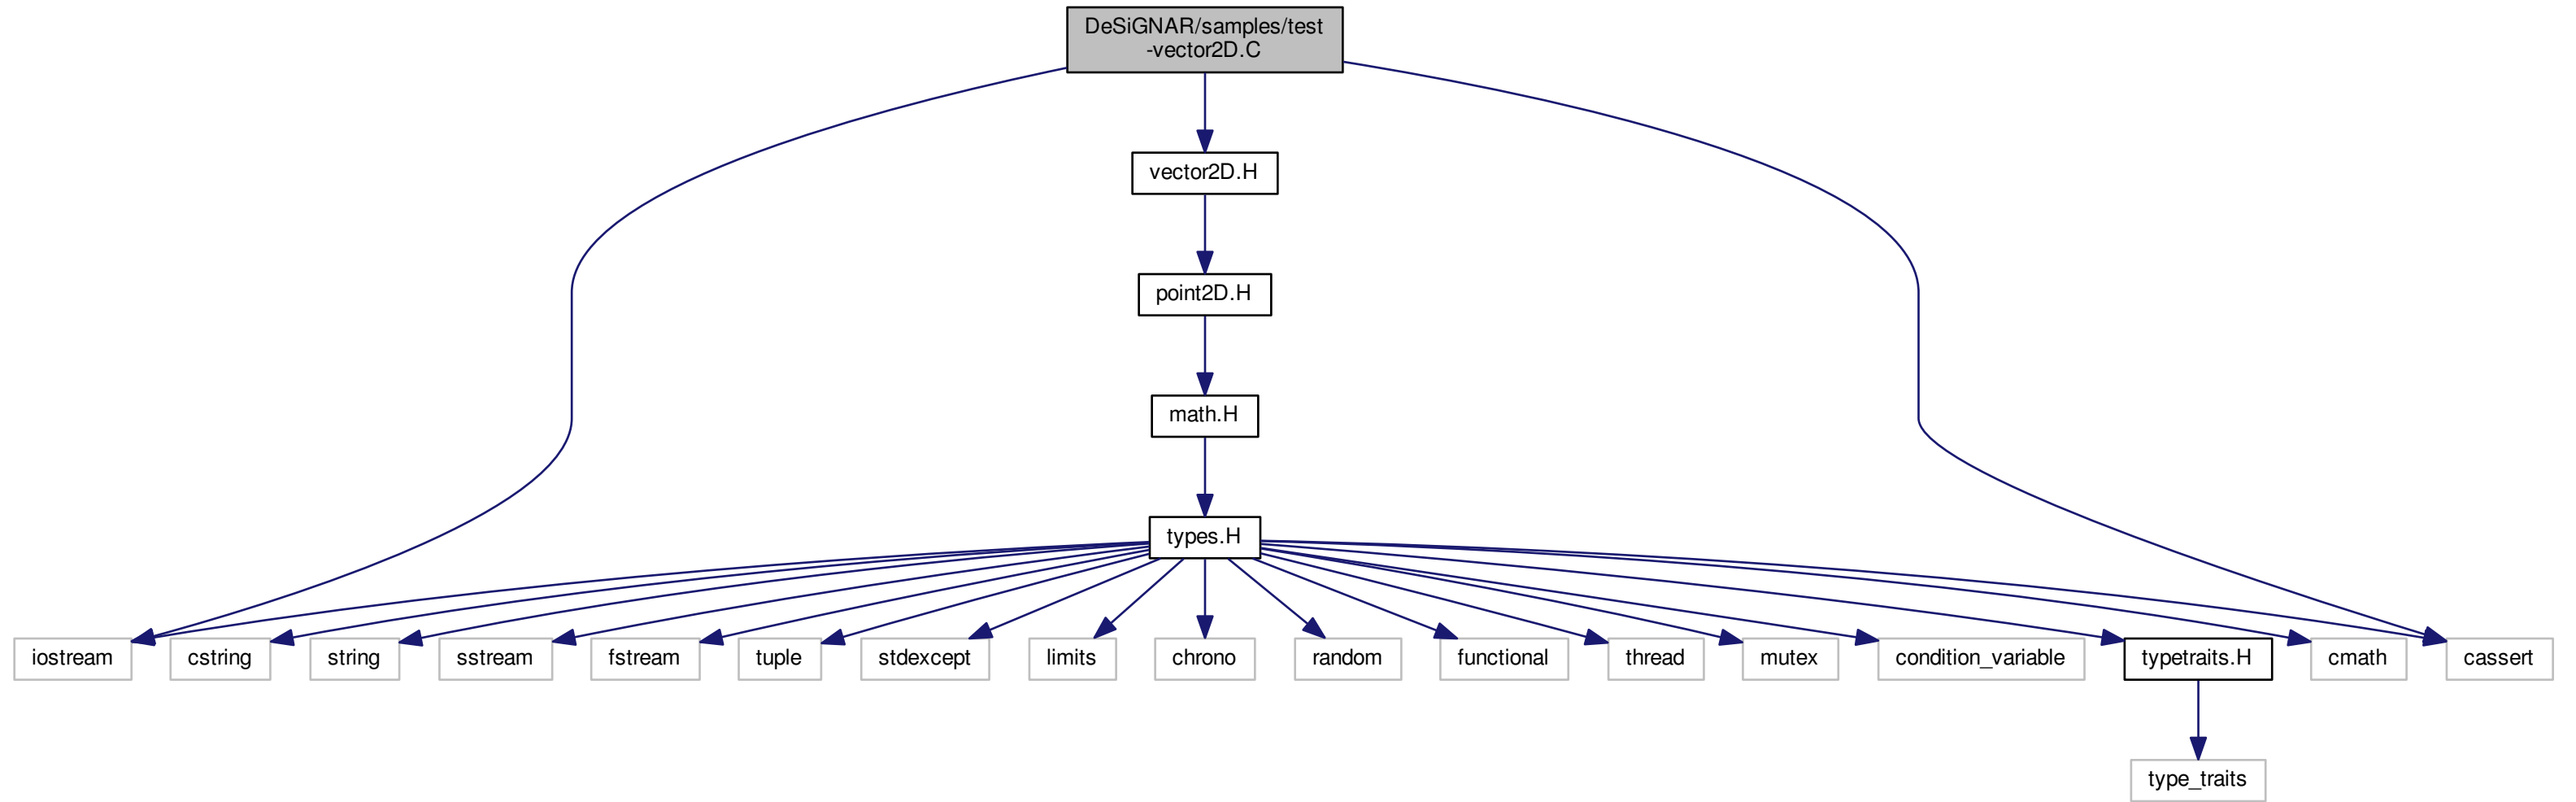 DeSiGNAR/samples/test
-vector2D.C
vector2D.H
point2D.H
math.H
types.H
iostream
cstring
string
sstream
fstream
tuple
stdexcept
limits
chrono
random
functional
thread
mutex
condition_variable
typetraits.H
cmath
cassert
type_traits